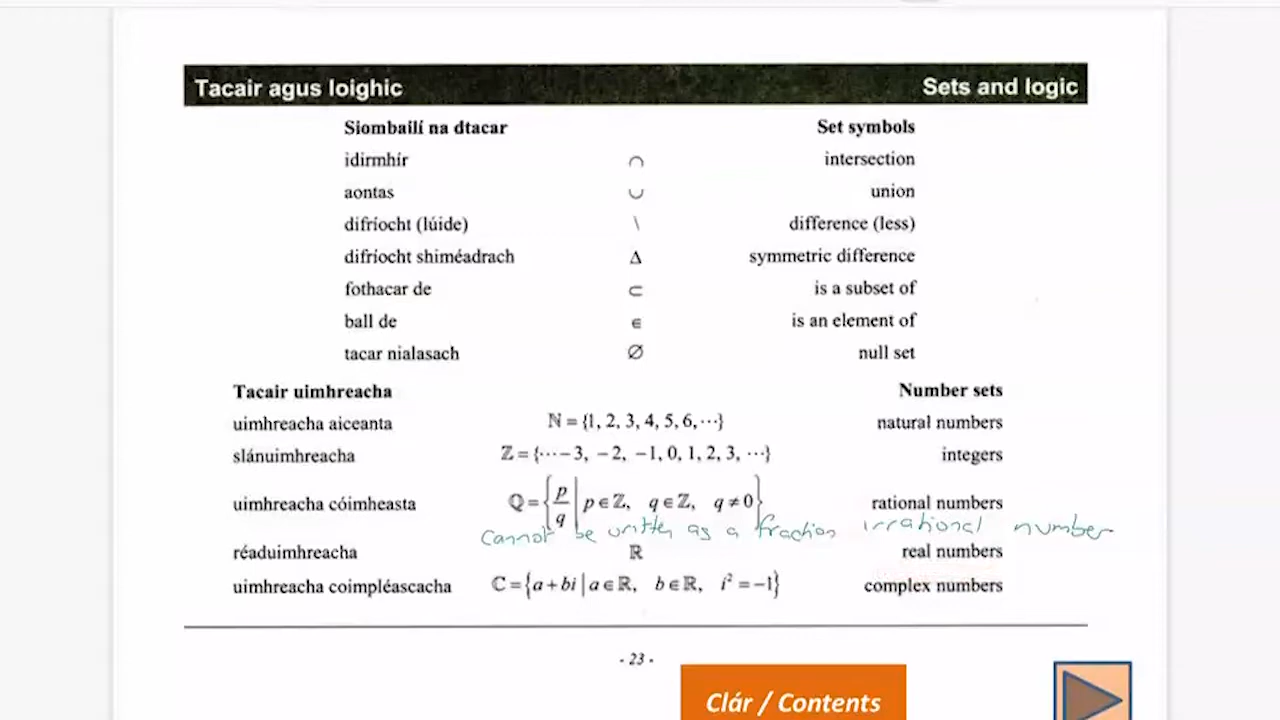 Tacair agus loighic Sets and logic
Siombailí na dtacar Set symbols
idirmhír ∩ intersection
aontas ∪ union
difríocht (lúide) \ difference (less)
difríocht shiméadrach Δ symmetric difference
fothacar de ⊂ is a subset of
ball de ∈ is an element of
tacar nialasach ∅ null set
Tacair uimhreacha Number sets
uimhreacha aiceanta ℕ = {1, 2, 3, 4, 5, 6, ⋯} natural numbers
slánuimhreacha ℤ = {⋯ −3, −2, −1, 0, 1, 2, 3, ⋯} integers
uimhreacha cóimheasta ℚ = {p/q | p ∈ ℤ, q ∈ ℤ, q ≠ 0} rational numbers
cannot be written as a fraction irrational number
réaduimhreacha ℝ real numbers
uimhreacha coimpléascacha ℂ = {a + bi | a ∈ ℝ, b ∈ ℝ, i² = −1} complex numbers
- 23 -
Clár / Contents